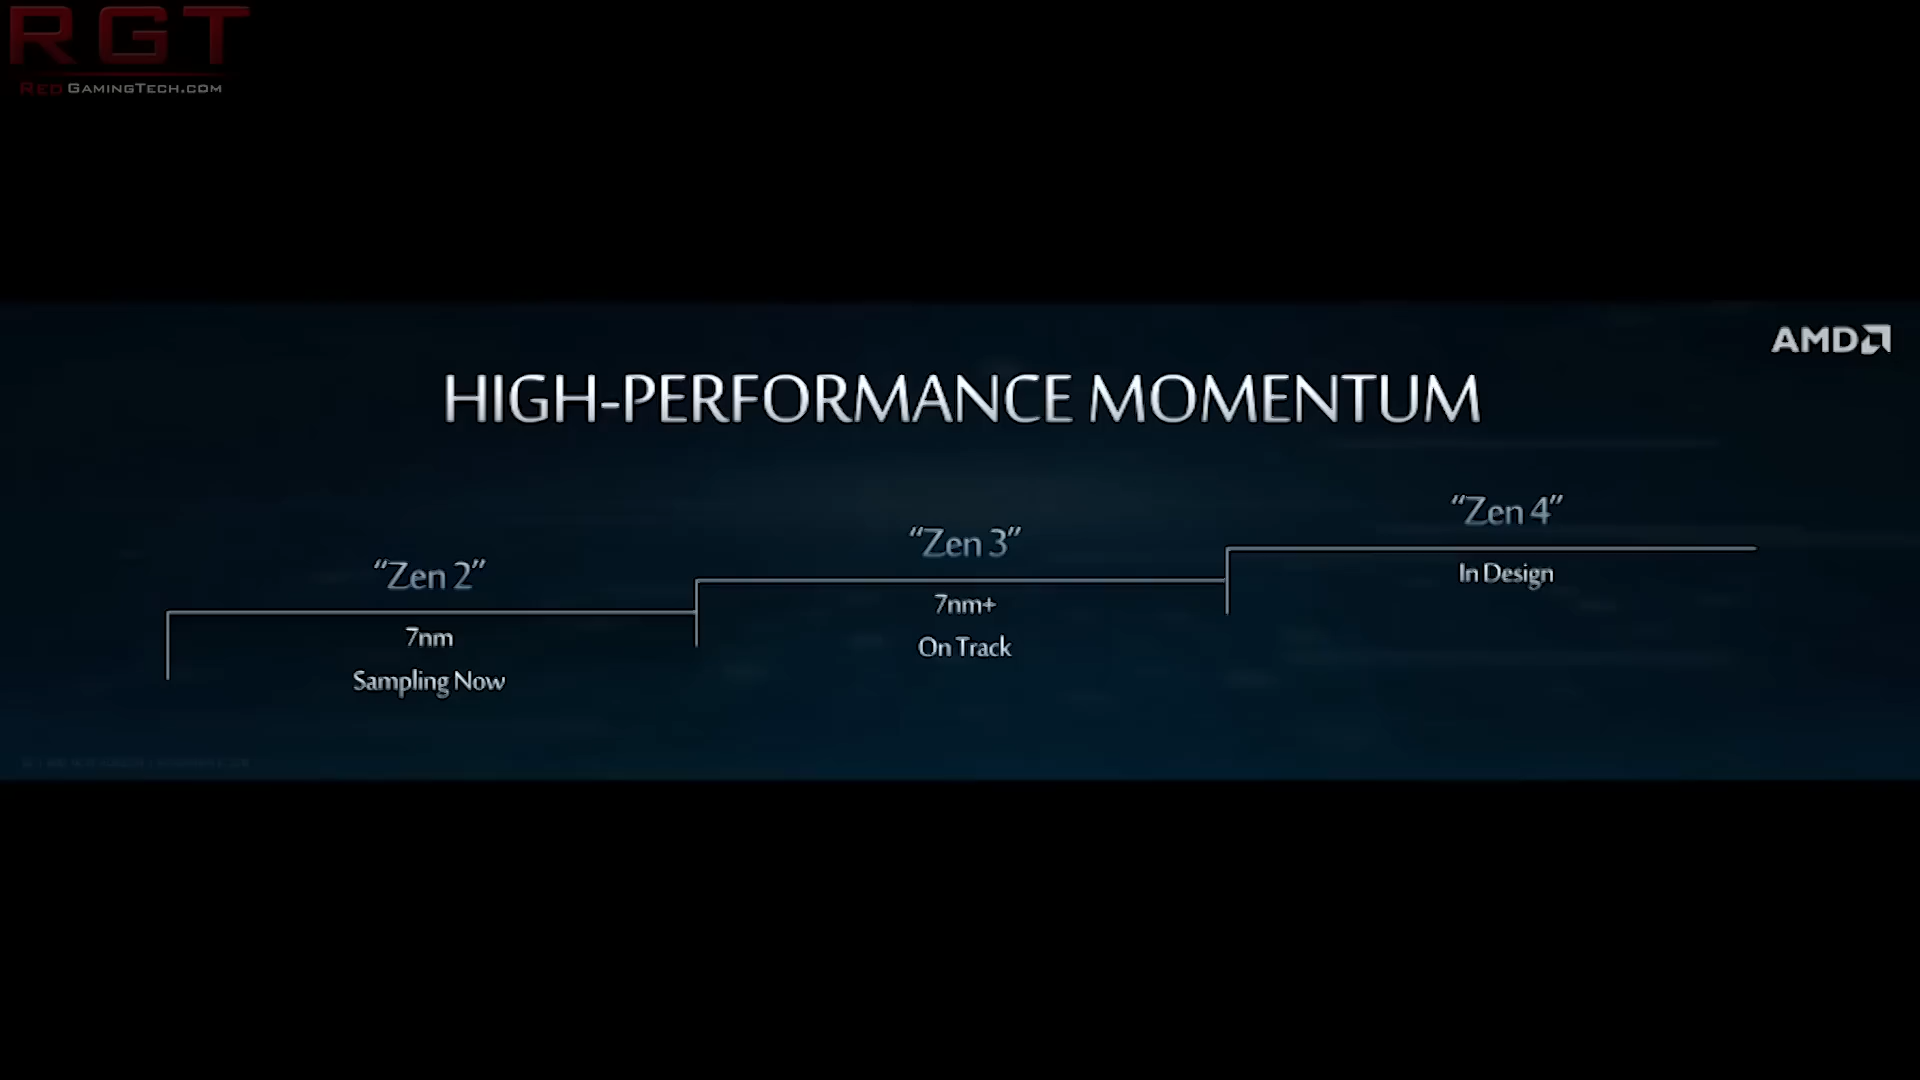 RGT
RedGamingTech.com
AMD
HIGH-PERFORMANCE MOMENTUM
“Zen 2”
7nm
Sampling Now
“Zen 3”
7nm+
On Track
“Zen 4”
In Design